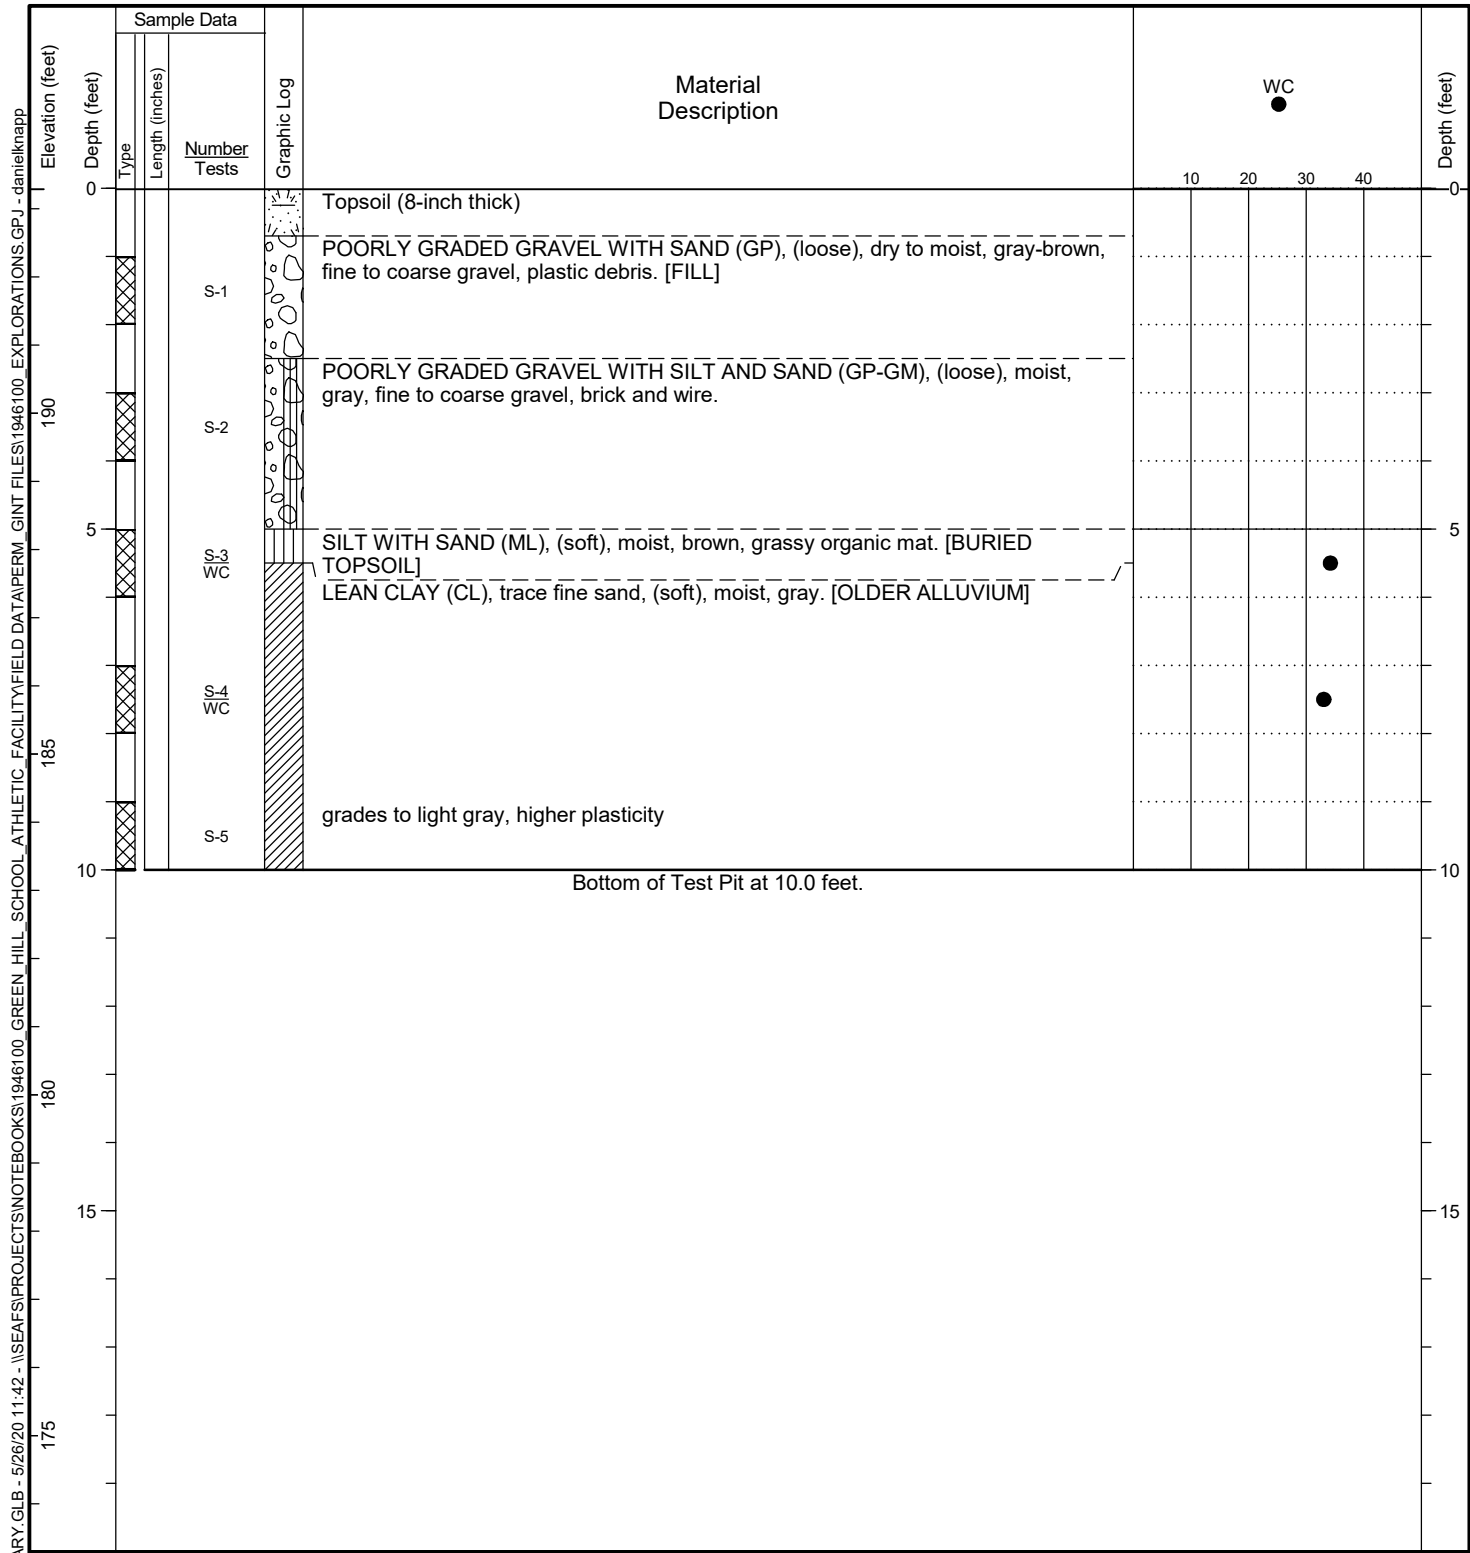 Sample Data
Elevation (feet)
Depth (feet)
Type
Length (inches)
Number
Tests
Graphic Log
Material
Description
WC
Depth (feet)
10 20 30 40
0 0
Topsoil (8-inch thick)
POORLY GRADED GRAVEL WITH SAND (GP), (loose), dry to moist, gray-brown,
fine to coarse gravel, plastic debris. [FILL]
S-1
POORLY GRADED GRAVEL WITH SILT AND SAND (GP-GM), (loose), moist,
gray, fine to coarse gravel, brick and wire.
190
S-2
5 5
SILT WITH SAND (ML), (soft), moist, brown, grassy organic mat. [BURIED
TOPSOIL]
S-3
WC
LEAN CLAY (CL), trace fine sand, (soft), moist, gray. [OLDER ALLUVIUM]
S-4
WC
185
grades to light gray, higher plasticity
S-5
10 10
Bottom of Test Pit at 10.0 feet.
180
15 15
175
ARY.GLB - 5/26/20 11:42 - \\SEAFS\PROJECTS\NOTEBOOKS\1946100_GREEN_HILL_SCHOOL_ATHLETIC_FACILITY\FIELD DATA\PERM_GINT FILES\1946100_EXPLORATIONS.GPJ - danielknapp